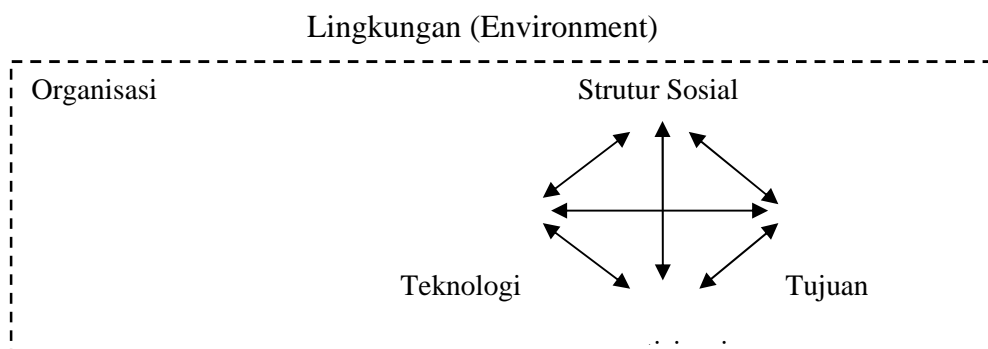 Lingkungan (Environment)
Organisasi
Strutur Sosial
Teknologi
Tujuan